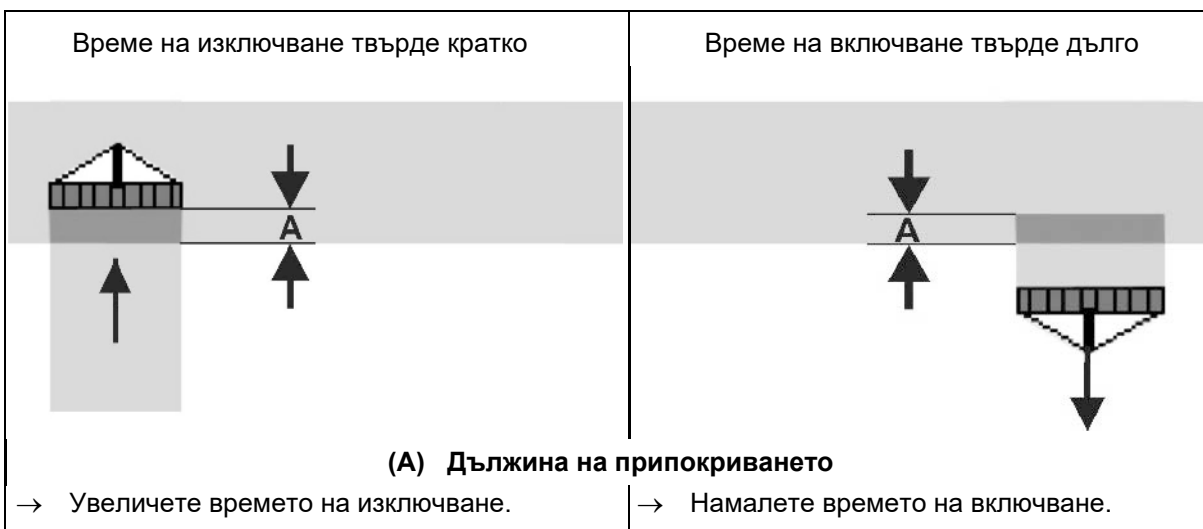 Време на изключване твърде кратко
Време на включване твърде дълго
A
A
(A) Дължина на припокриването
→ Увеличете времето на изключване.
→ Намалете времето на включване.